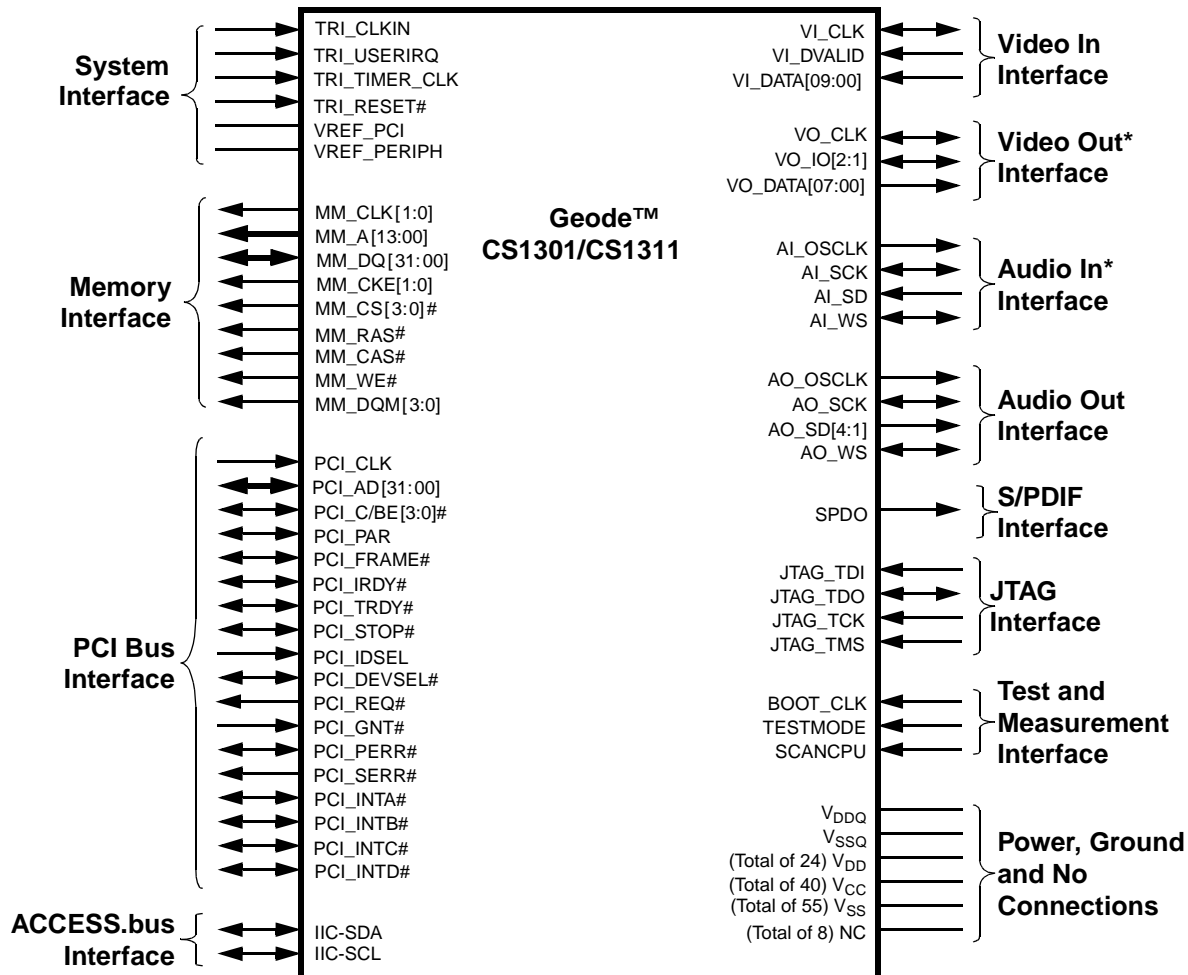 System
Interface
TRI_CLKIN
TRI_USERIRQ
TRI_TIMER_CLK
TRI_RESET#
VREF_PCI
VREF_PERIPH
Memory
Interface
MM_CLK[1:0]
MM_A[13:00]
MM_DQ[31:00]
MM_CKE[1:0]
MM_CS[3:0]#
MM_RAS#
MM_CAS#
MM_WE#
MM_DQM[3:0]
PCI Bus
Interface
PCI_CLK
PCI_AD[31:00]
PCI_C/BE[3:0]#
PCI_PAR
PCI_FRAME#
PCI_IRDY#
PCI_TRDY#
PCI_STOP#
PCI_IDSEL
PCI_DEVSEL#
PCI_REQ#
PCI_GNT#
PCI_PERR#
PCI_SERR#
PCI_INTA#
PCI_INTB#
PCI_INTC#
PCI_INTD#
ACCESS.bus
Interface
IIC-SDA
IIC-SCL
Geode™
CS1301/CS1311
VI_CLK
VI_DVALID
VI_DATA[09:00]
Video In
Interface
VO_CLK
VO_IO[2:1]
VO_DATA[07:00]
Video Out*
Interface
AI_OSCLK
AI_SCK
AI_SD
AI_WS
Audio In*
Interface
AO_OSCLK
AO_SCK
AO_SD[4:1]
AO_WS
Audio Out
Interface
SPDO
S/PDIF
Interface
JTAG_TDI
JTAG_TDO
JTAG_TCK
JTAG_TMS
JTAG
Interface
BOOT_CLK
TESTMODE
SCANCPU
Test and
Measurement
Interface
VDDQ
VSSQ
(Total of 24) VDD
(Total of 40) VCC
(Total of 55) VSS
(Total of 8) NC
Power, Ground
and No
Connections